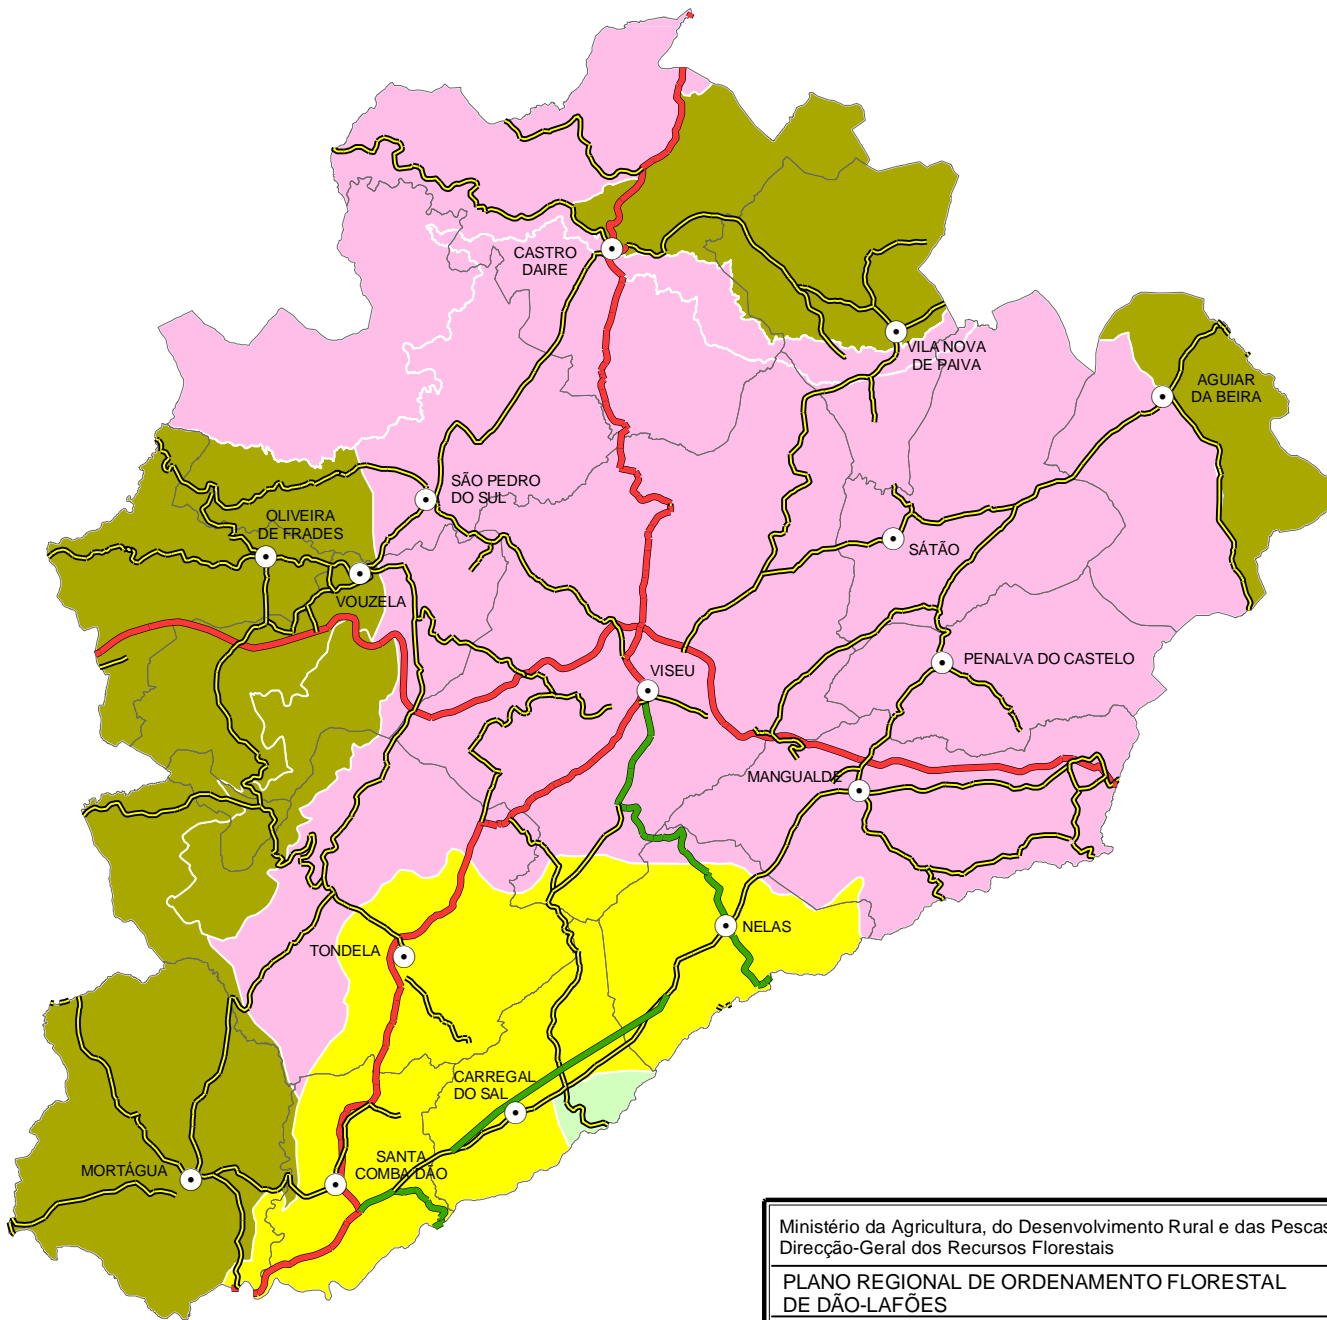 CASTRO
DAIRE
VILA NOVA
DE PAIVA
AGUIAR
DA BEIRA
SÃO PEDRO
DO SUL
OLIVEIRA
DE FRADES
SÁTÃO
VOUZELA
PENALVA DO CASTELO
VISEU
MANGUALDE
NELAS
TONDELA
CARREGAL
DO SAL
SANTA
COMBA DÃO
MORTÁGUA
Ministério da Agricultura, do Desenvolvimento Rural e das Pescas
Direcção-Geral dos Recursos Florestais
PLANO REGIONAL DE ORDENAMENTO FLORESTAL
DE DÃO-LAFÕES